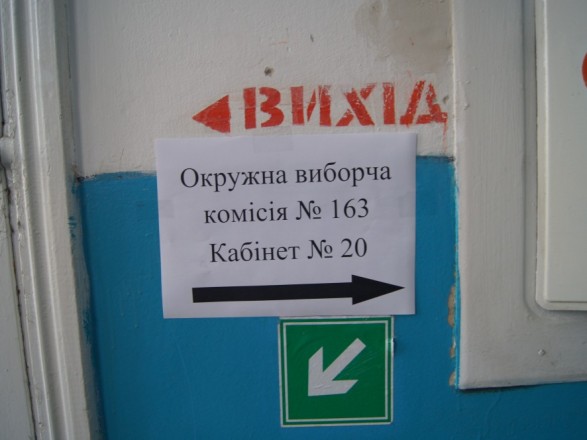 ВИХІД
Окружна виборча
комісія № 163
Кабінет № 20